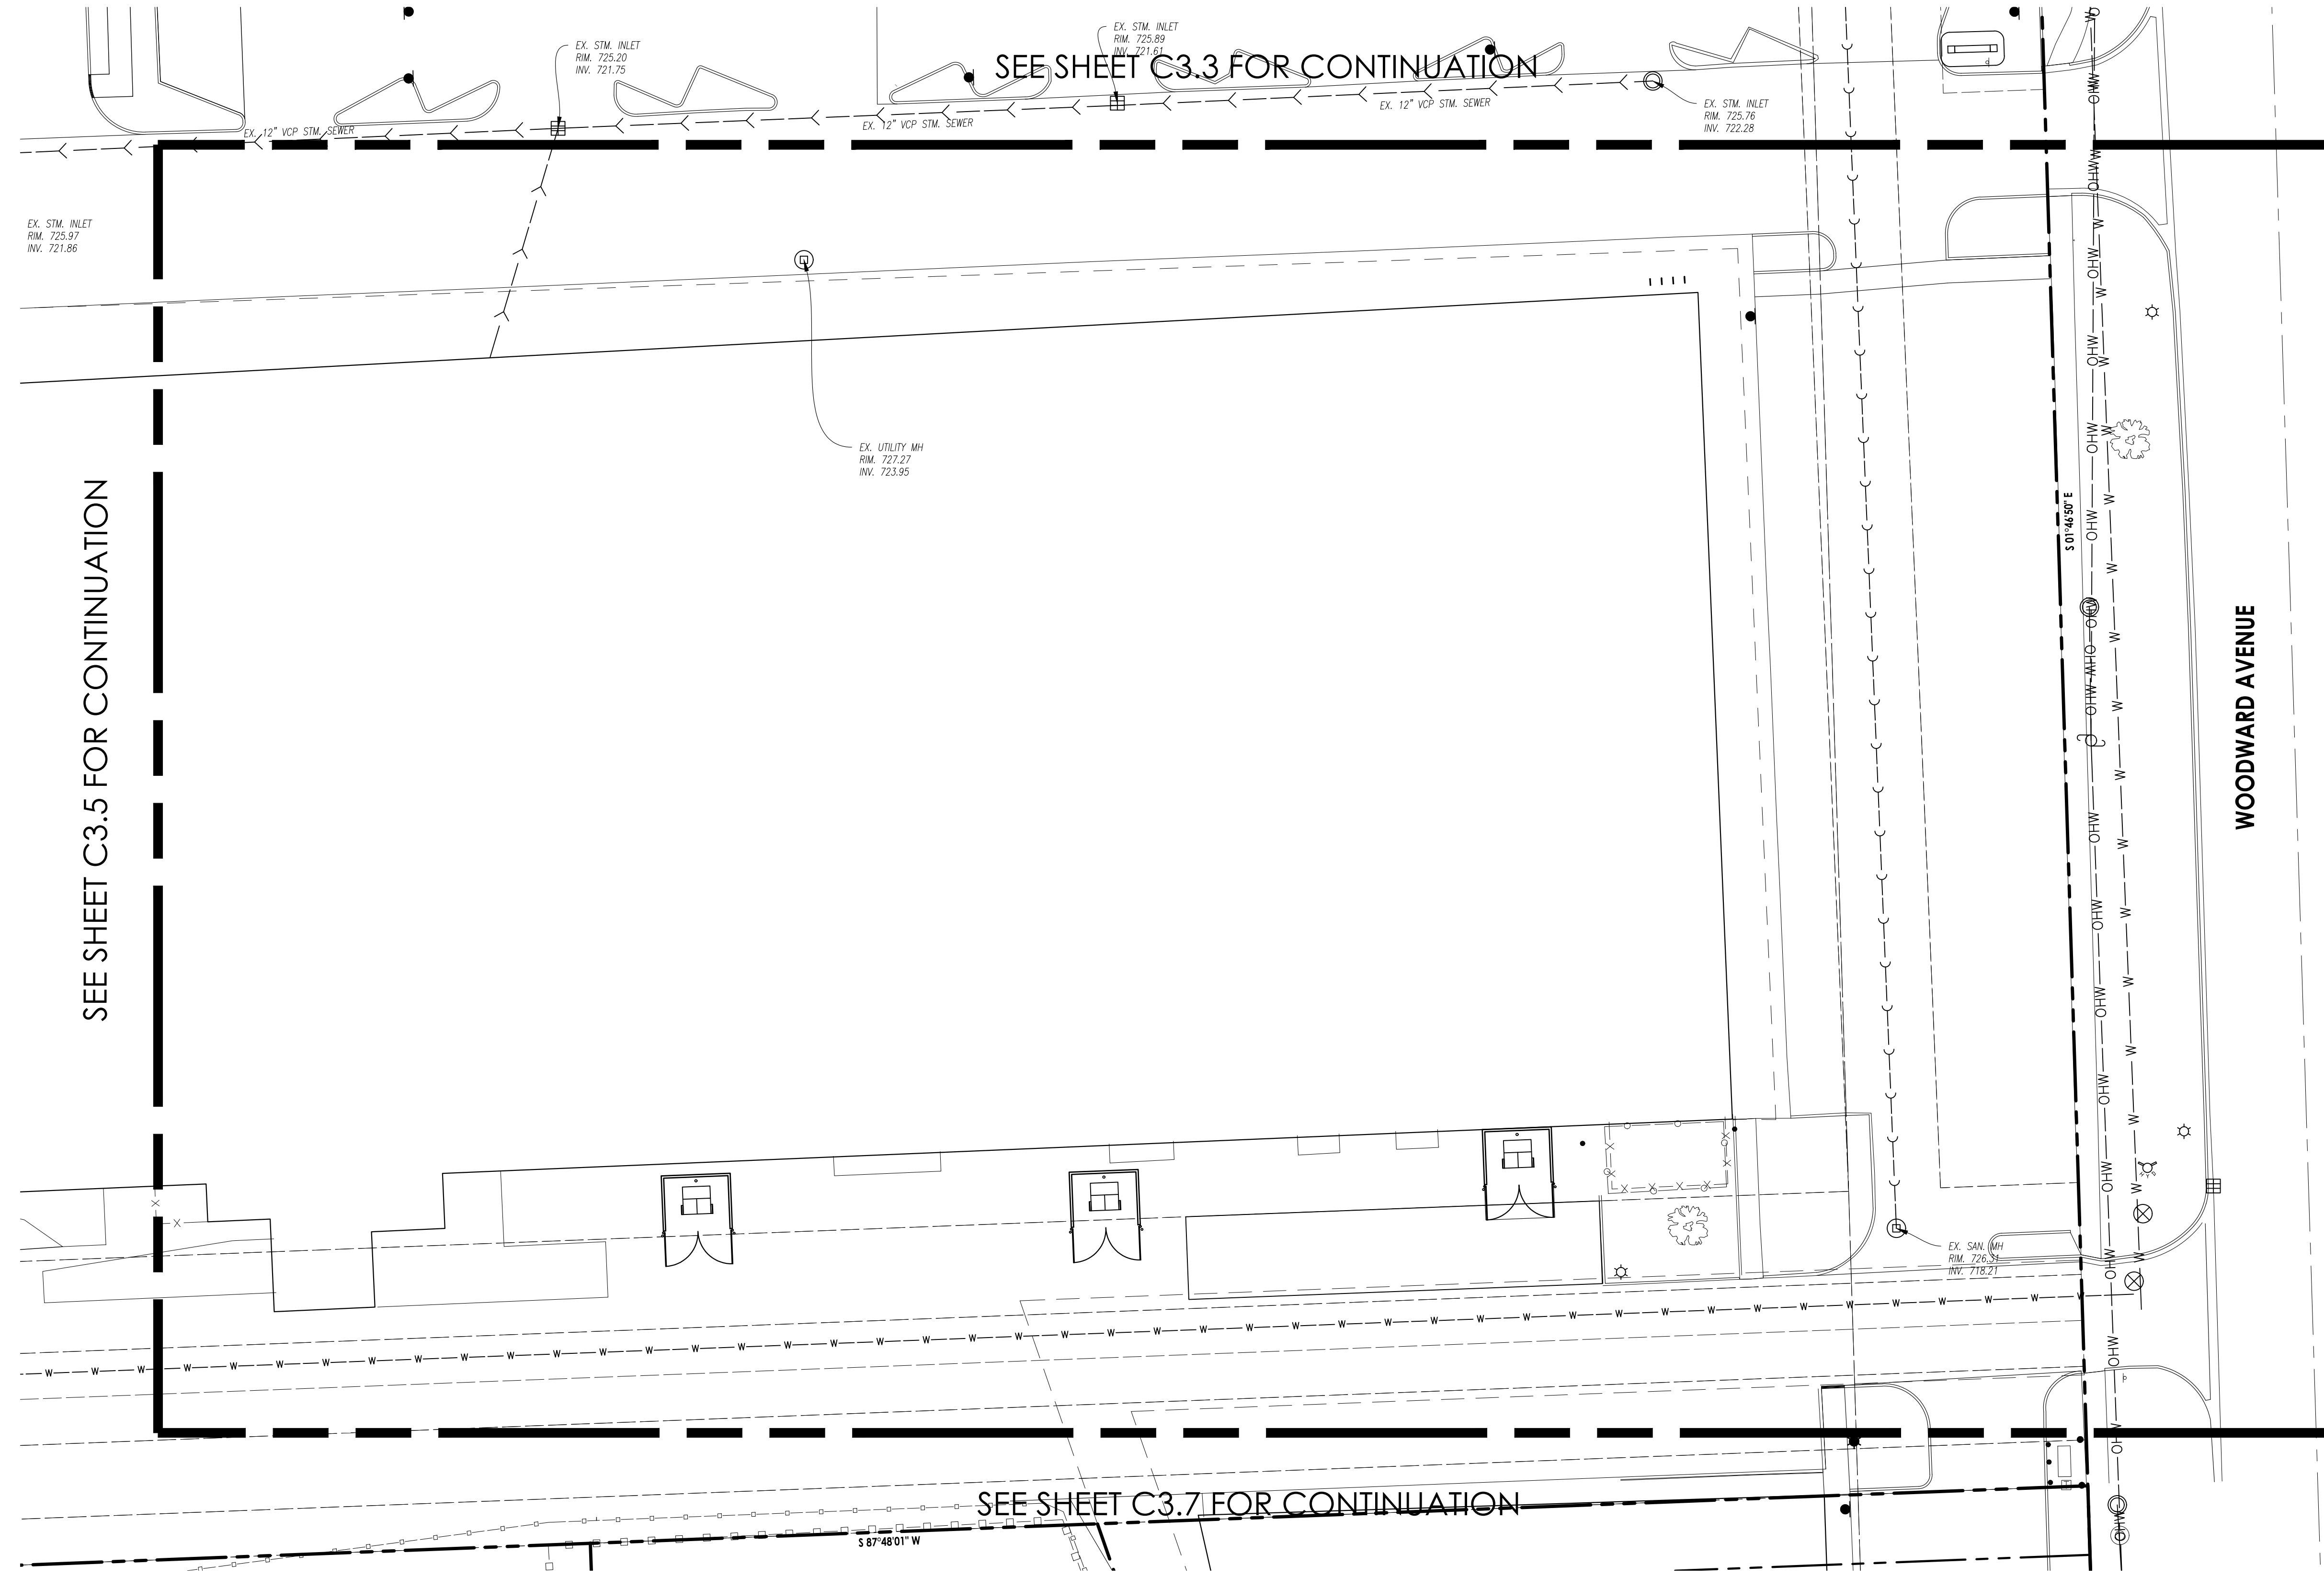 EX. STM. INLET
RIM. 725.20
INV. 721.75
EX. STM. INLET
RIM. 725.89
INV. 721.61
SEE SHEET C3.3 FOR CONTINUATION
EX. STM. INLET
RIM. 725.76
INV. 722.28
EX. 12" VCP STM. SEWER
EX. 12" VCP STM. SEWER
EX. 12" VCP STM. SEWER
EX. STM. INLET
RIM. 725.97
INV. 721.86
EX. UTILITY MH
RIM. 727.27
INV. 723.95
SEE SHEET C3.5 FOR CONTINUATION
S 01°46'50" E
WOODWARD AVENUE
EX. SAN. MH
RIM. 726.31
INV. 718.21
SEE SHEET C3.7 FOR CONTINUATION
S 87°48'01" W